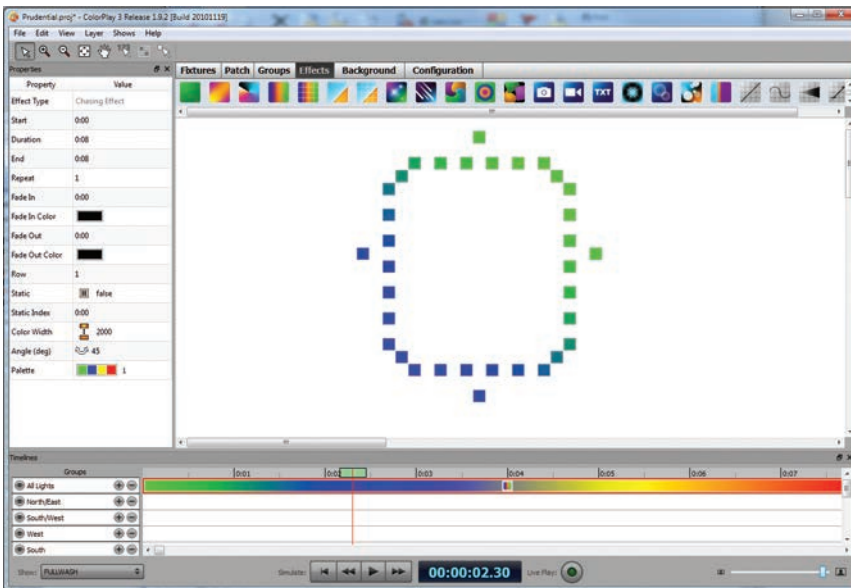 Prudential.proj* - ColorPlay 3 Release 1.9.2 [Build 20101119]
File Edit View Layer Shows Help
Properties
Property Value
Effect Type Chasing Effect
Start 0:00
Duration 0:08
End 0:08
Repeat 1
Fade In 0:00
Fade In Color
Fade Out 0:00
Fade Out Color
Row 1
Static false
Static Index 0:00
Color Width 2000
Angle (deg) 45
Palette 1
Fixtures Patch Groups Effects Background Configuration
TXT
Timelines
Groups
0:01 0:02 0:03 0:04 0:05 0:06 0:07
All Lights
North/East
South/West
West
South
Show: FULLWASH Simulate: 00:00:02.30 Live Play: